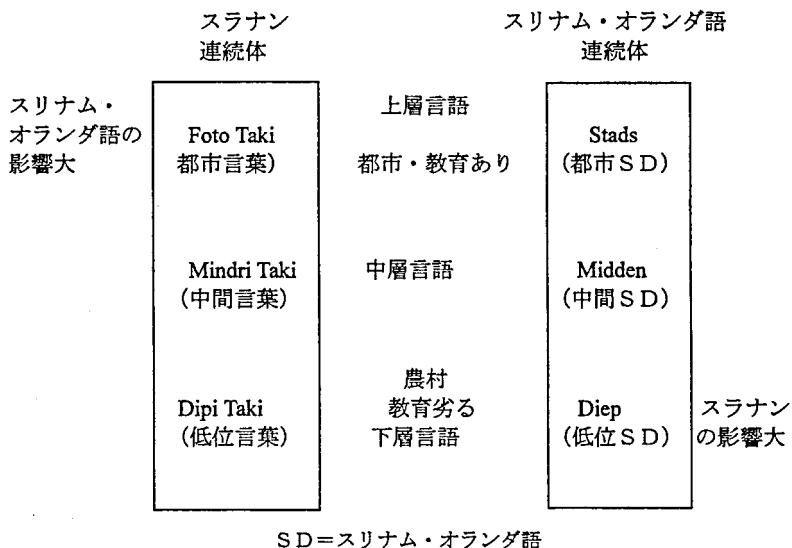 スラナン
連続体
スリナム・オランダ語
連続体
スリナム・
オランダ語の
影響大
Foto Taki
都市言葉）
上層言語
都市・教育あり
Stads
（都市ＳＤ）
Mindri Taki
（中間言葉）
中層言語
Midden
（中間ＳＤ）
Dipi Taki
（低位言葉）
農村
教育劣る
下層言語
Diep
（低位ＳＤ）
スラナン
の影響大
ＳＤ＝スリナム・オランダ語